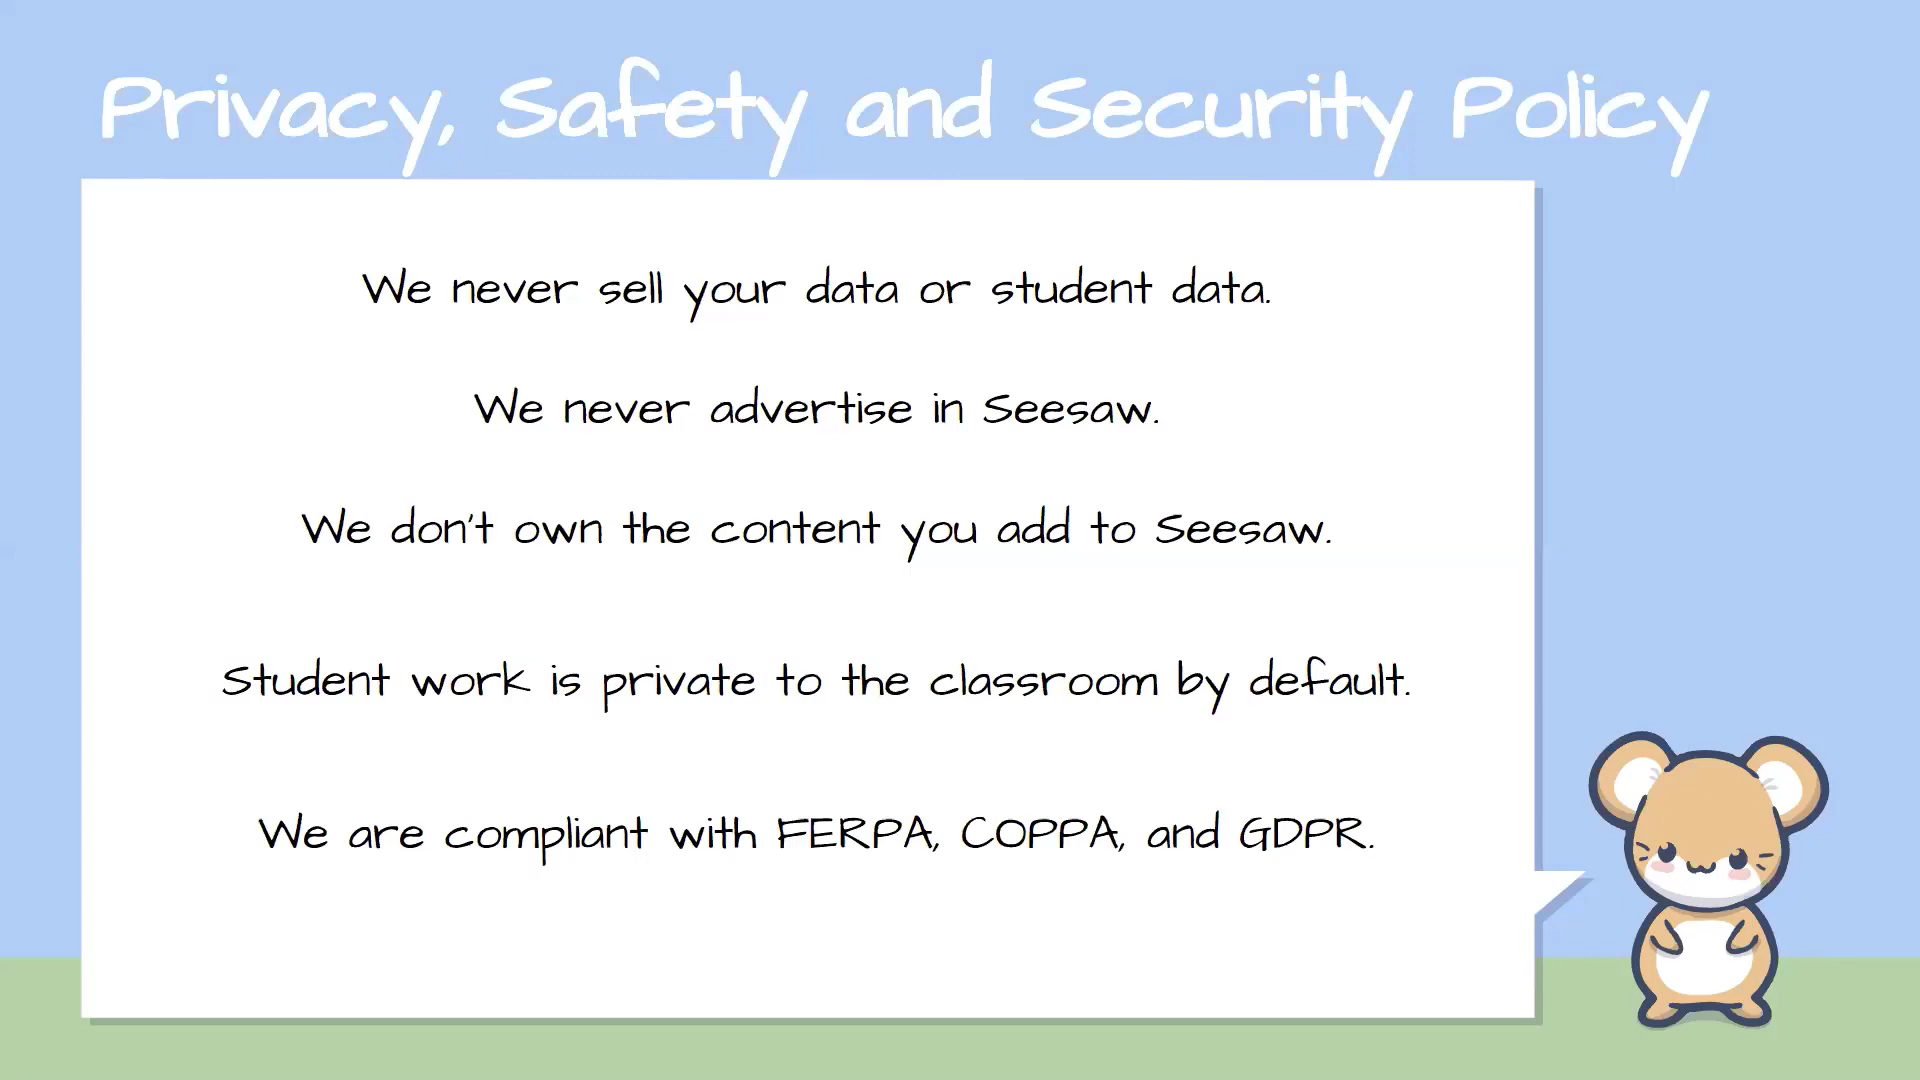 Privacy, Safety and Security Policy
We never sell your data or student data.
We never advertise in Seesaw.
We don't own the content you add to Seesaw.
Student work is private to the classroom by default.
We are compliant with FERPA, COPPA, and GDPR.